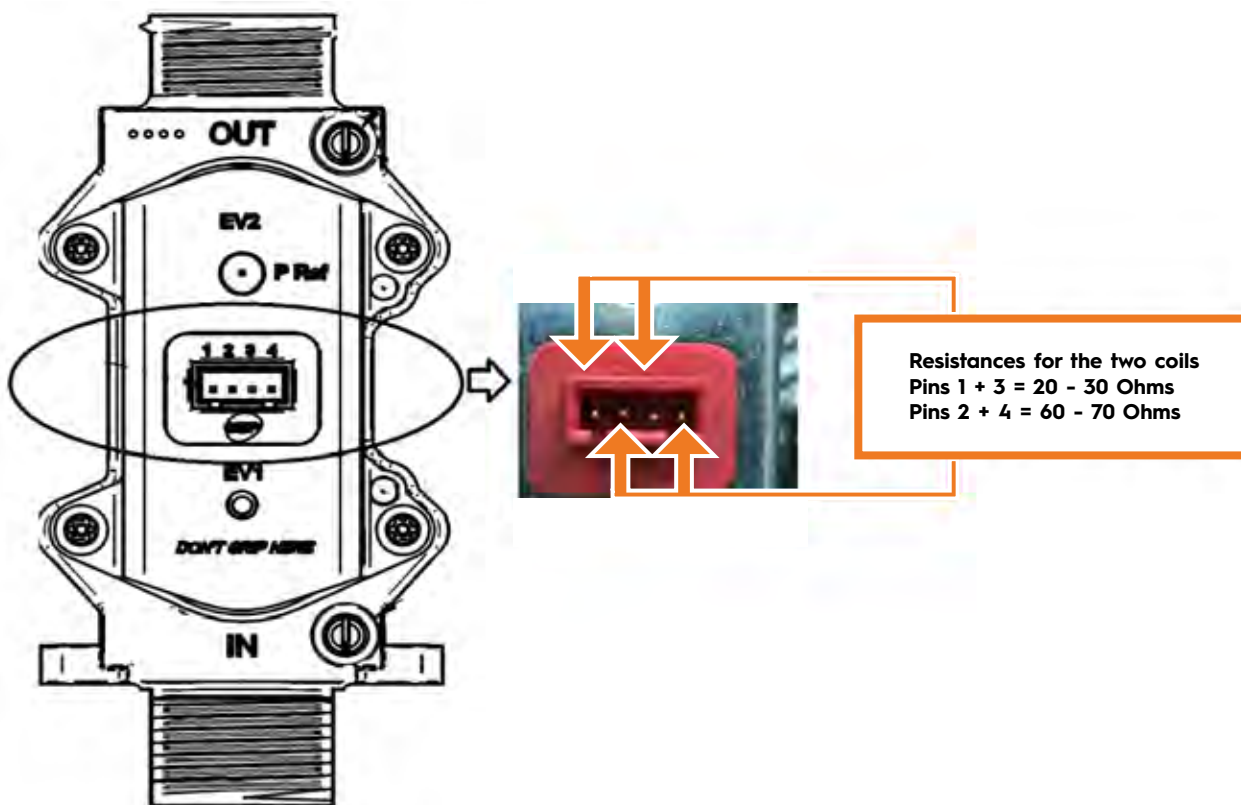 OUT
EV2
P Ref
1 2 3 4
EV1
DON'T GRIP HERE
IN
Resistances for the two coils
Pins 1 + 3 = 20 - 30 Ohms
Pins 2 + 4 = 60 - 70 Ohms